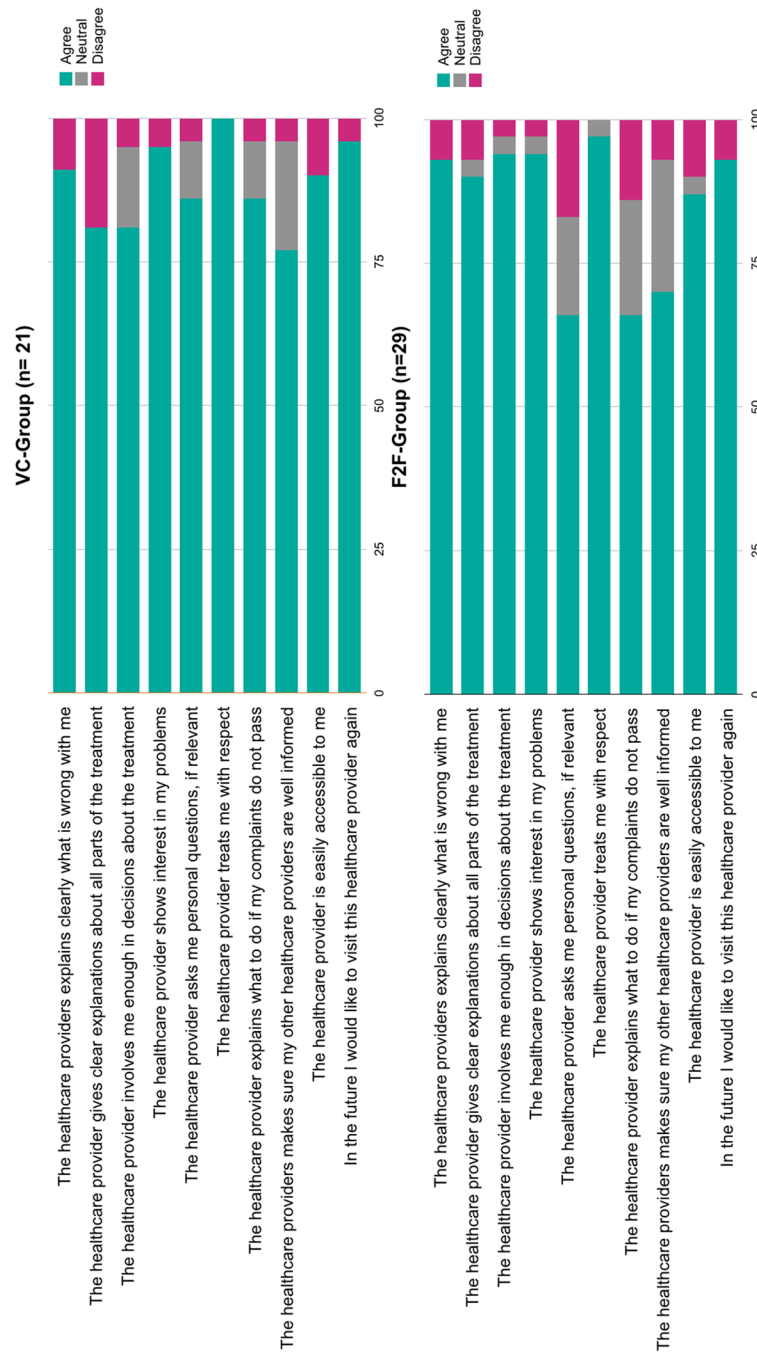 VC-Group (n= 21)
Agree
Neutral
Disagree
The healthcare providers explains clearly what is wrong with me
The healthcare provider gives clear explanations about all parts of the treatment
The healthcare provider involves me enough in decisions about the treatment
The healthcare provider shows interest in my problems
The healthcare provider asks me personal questions, if relevant
The healthcare provider treats me with respect
The healthcare provider explains what to do if my complaints do not pass
The healthcare providers makes sure my other healthcare providers are well informed
The healthcare provider is easily accessible to me
In the future I would like to visit this healthcare provider again
0 25 50 75 100
F2F-Group (n=29)
Agree
Neutral
Disagree
The healthcare providers explains clearly what is wrong with me
The healthcare provider gives clear explanations about all parts of the treatment
The healthcare provider involves me enough in decisions about the treatment
The healthcare provider shows interest in my problems
The healthcare provider asks me personal questions, if relevant
The healthcare provider treats me with respect
The healthcare provider explains what to do if my complaints do not pass
The healthcare providers makes sure my other healthcare providers are well informed
The healthcare provider is easily accessible to me
In the future I would like to visit this healthcare provider again